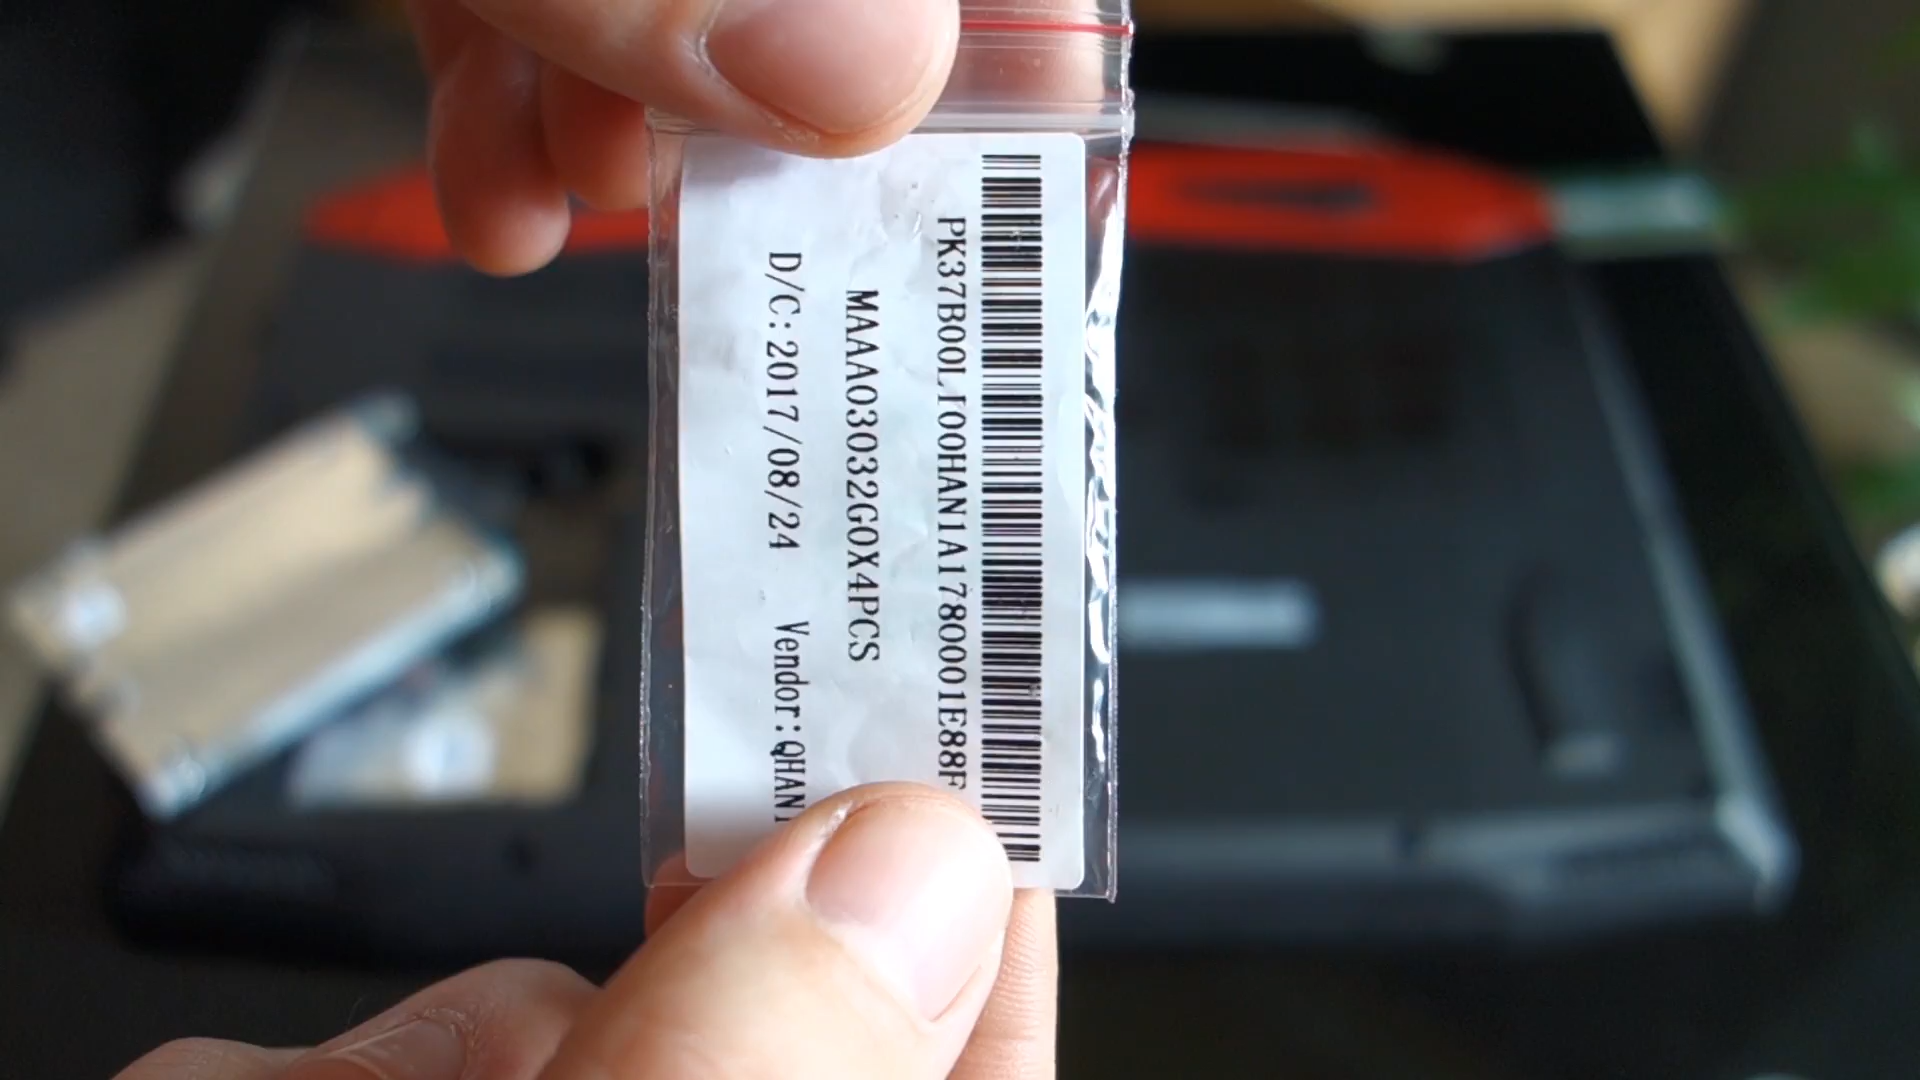 PK37B00LI00HAN1A1780001E88F
MAAA03032G0X4PCS
D/C:2017/08/24 Vendor:QHAN